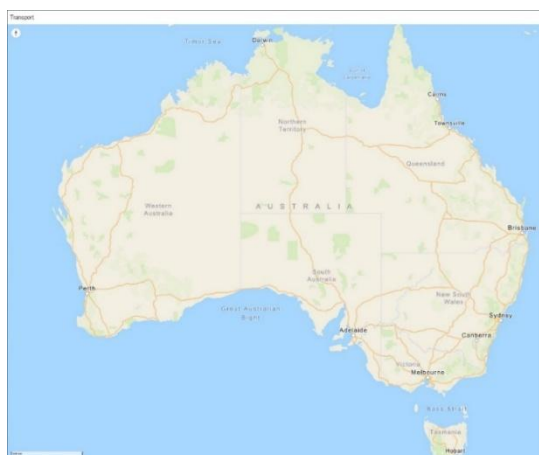 Transport
Timor Sea
Darwin
Cairns
Northern
Territory
Townsville
Queensland
Western
Australia
AUSTRALIA
Brisbane
South
Australia
Perth
New South
Wales
Great Australian
Bight
Sydney
Adelaide
Canberra
Victoria
Melbourne
Bass Strait
Tasmania
Hobart